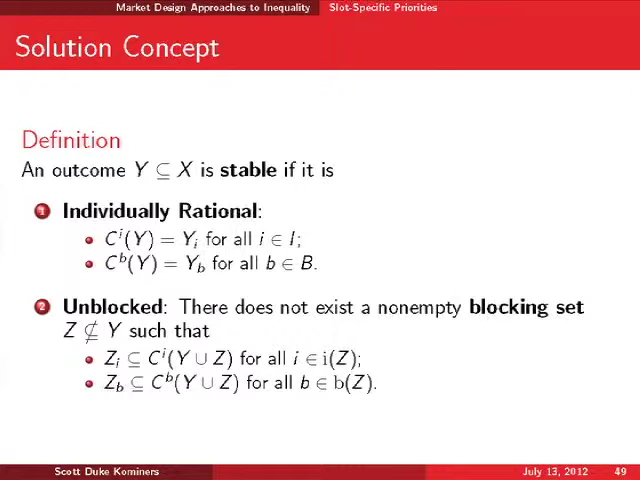 Market Design Approaches to Inequality Slot-Specific Priorities
Solution Concept
Definition
An outcome Y ⊆ X is stable if it is
1 Individually Rational:
• C^i(Y) = Y_i for all i ∈ I;
• C^b(Y) = Y_b for all b ∈ B.
2 Unblocked: There does not exist a nonempty blocking set
Z ⊈ Y such that
• Z_i ⊆ C^i(Y ∪ Z) for all i ∈ i(Z);
• Z_b ⊆ C^b(Y ∪ Z) for all b ∈ b(Z).
Scott Duke Kominers July 13, 2012 49